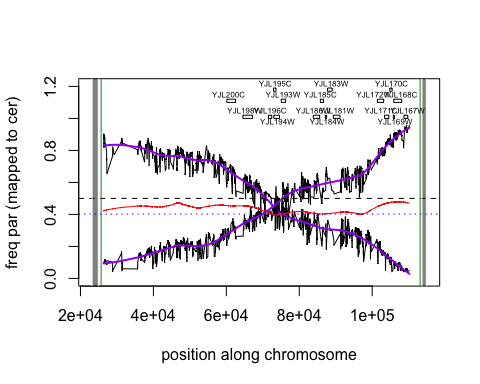 YJL195C YJL183W YJL170C
YJL200C YJL193W YJL185C YJL172W YJL168C
YJL198W YJL196C YJL186W YJL181W YJL171C YJL167W
YJL194W YJL184W YJL169W
freq par (mapped to cer)
0.0 0.4 0.8 1.2
2e+04 4e+04 6e+04 8e+04 1e+05
position along chromosome